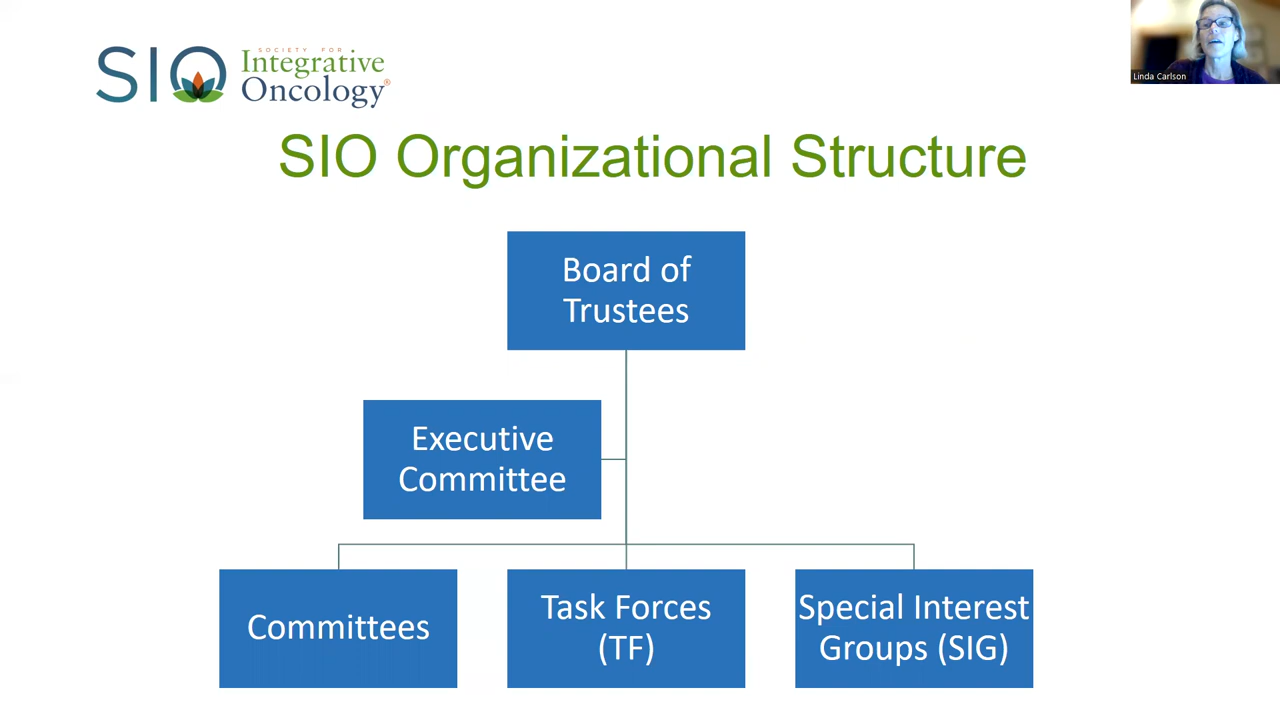 SIO
SOCIETY FOR
Integrative
Oncology®
Linda Carlson
SIO Organizational Structure
Board of
Trustees
Executive
Committee
Committees
Task Forces
(TF)
Special Interest
Groups (SIG)